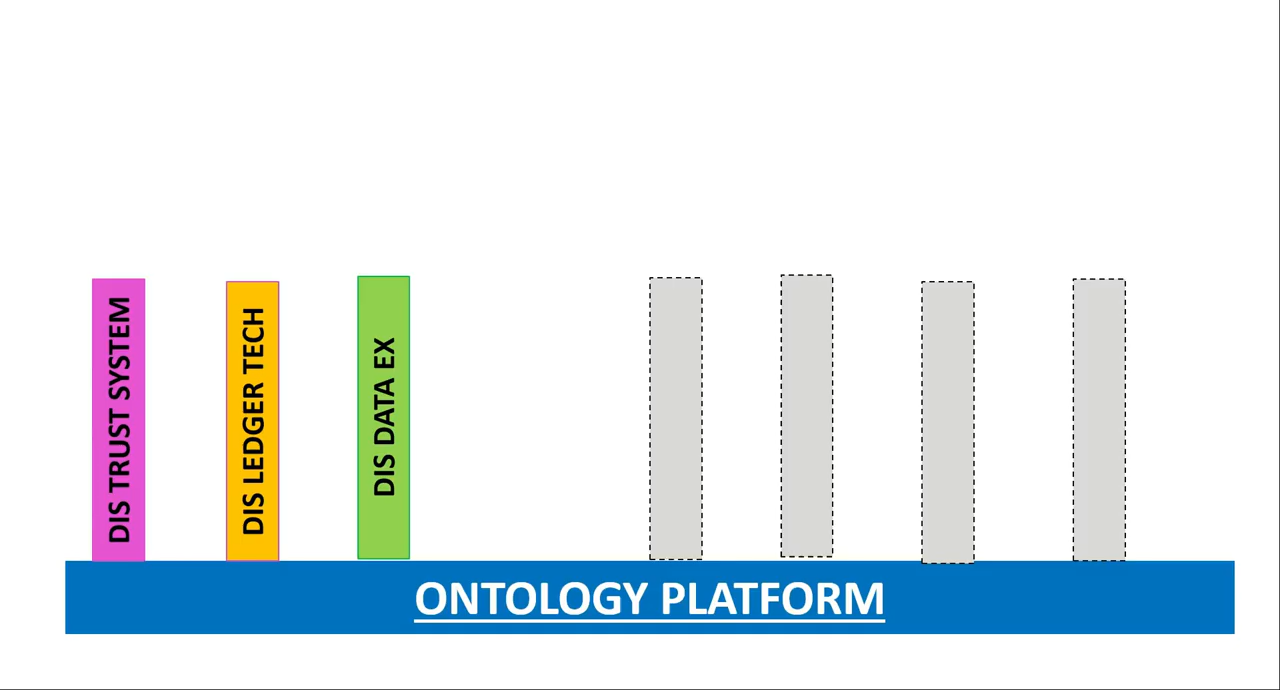 DIS TRUST SYSTEM
DIS LEDGER TECH
DIS DATA EX
ONTOLOGY PLATFORM